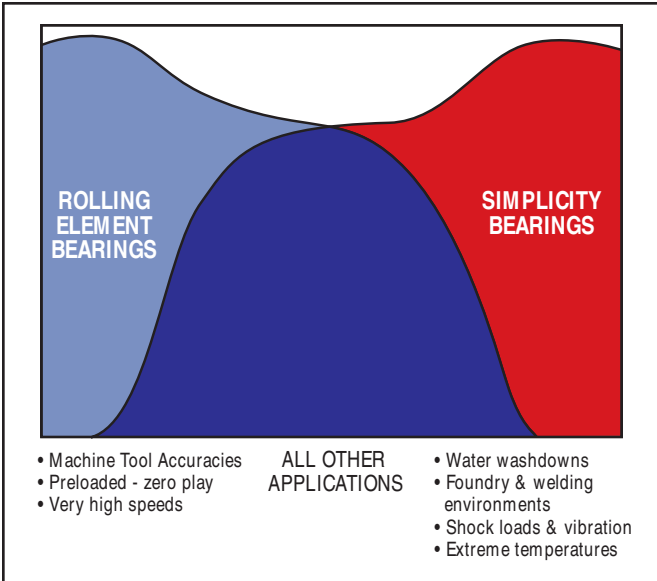 ROLLING
ELEMENT
BEARINGS
SIMPLICITY
BEARINGS
• Machine Tool Accuracies
• Preloaded - zero play
• Very high speeds
ALL OTHER
APPLICATIONS
• Water washdowns
• Foundry & welding
environments
• Shock loads & vibration
• Extreme temperatures